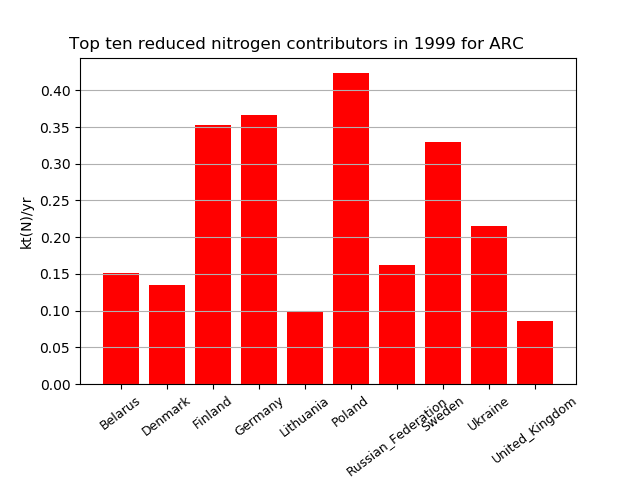 Top ten reduced nitrogen contributors in 1999 for ARC
kt(N)/yr
0.40
0.35
0.30
0.25
0.20
0.15
0.10
0.05
0.00
Belarus
Denmark
Finland
Germany
Lithuania
Poland
Russian_Federation
Sweden
Ukraine
United_Kingdom